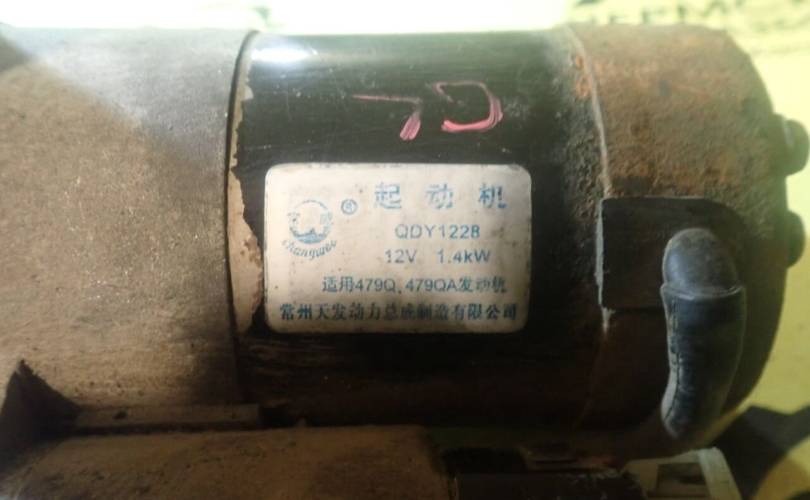 起动机
QDY1228
12V 1.4kW
适用479Q、479QA发动机
常州天发动力总成制造有限公司